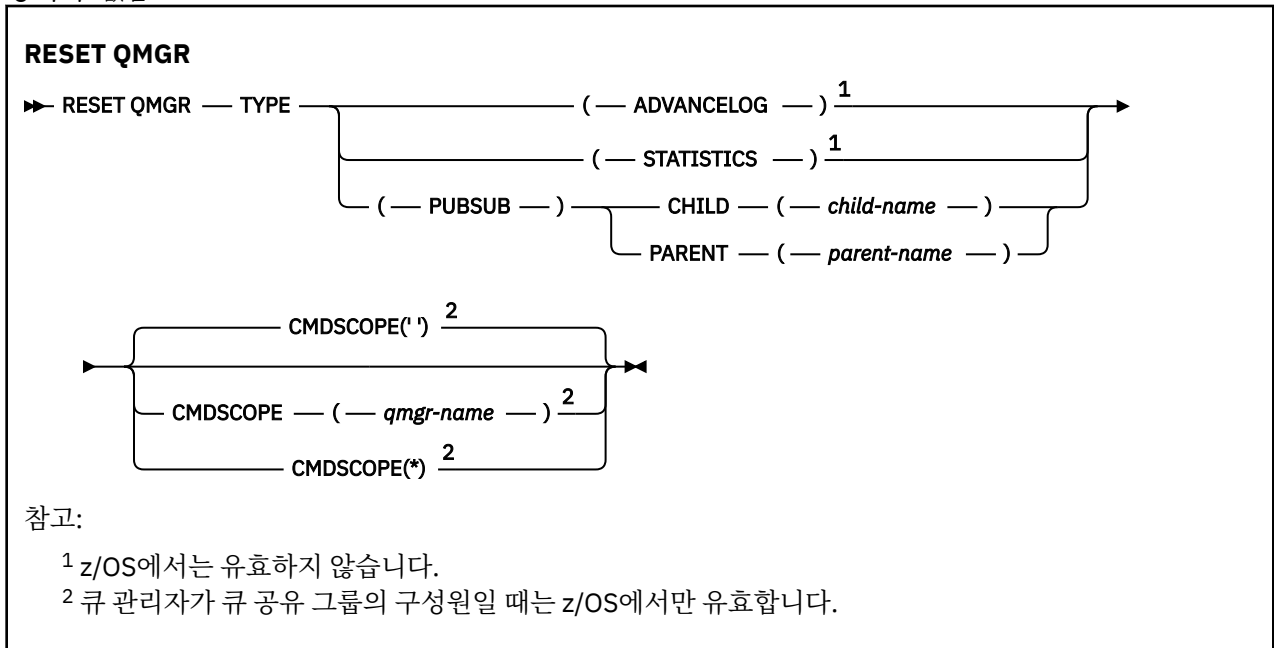 RESET QMGR
RESET QMGR — TYPE — ( — ADVANCELOG — ) 1
( — STATISTICS — ) 1
( — PUBSUB — ) — CHILD — ( — child-name — )
PARENT — ( — parent-name — )
CMDSCOPE(' ') 2
CMDSCOPE — ( — qmgr-name — ) 2
CMDSCOPE(*) 2
참고:
1 z/OS에서는 유효하지 않습니다.
2 큐 관리자가 큐 공유 그룹의 구성원일 때는 z/OS에서만 유효합니다.